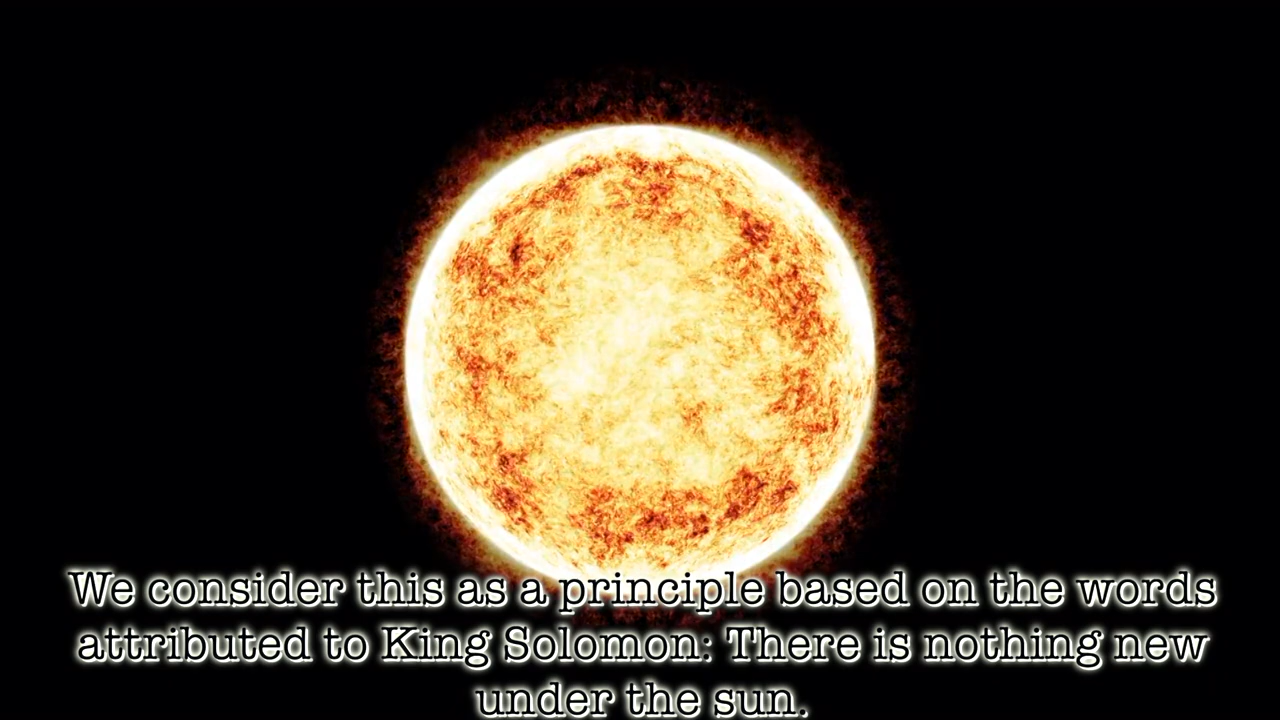 We consider this as a principle based on the words
attributed to King Solomon: There is nothing new
under the sun.